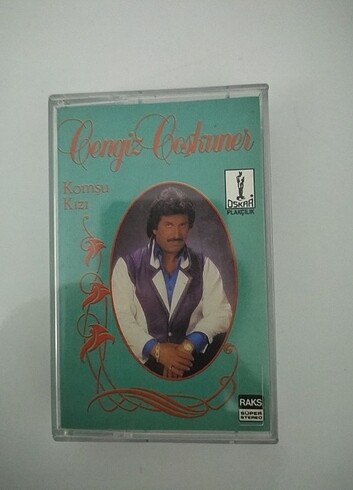 Cengiz Coşkuner
Komşu
Kızı
OSKAR
PLAKÇILIK
RAKS
SÜPER
STEREO